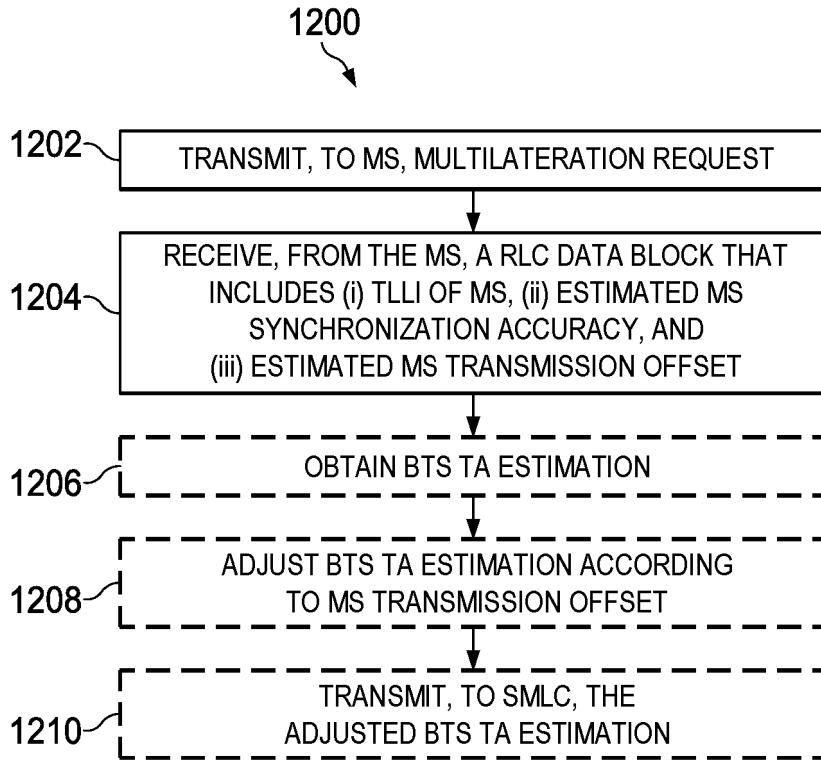 1200
1202
TRANSMIT, TO MS, MULTILATERATION REQUEST
1204
RECEIVE, FROM THE MS, A RLC DATA BLOCK THAT
INCLUDES (i) TLLI OF MS, (ii) ESTIMATED MS
SYNCHRONIZATION ACCURACY, AND
(iii) ESTIMATED MS TRANSMISSION OFFSET
1206
OBTAIN BTS TA ESTIMATION
1208
ADJUST BTS TA ESTIMATION ACCORDING
TO MS TRANSMISSION OFFSET
1210
TRANSMIT, TO SMLC, THE
ADJUSTED BTS TA ESTIMATION